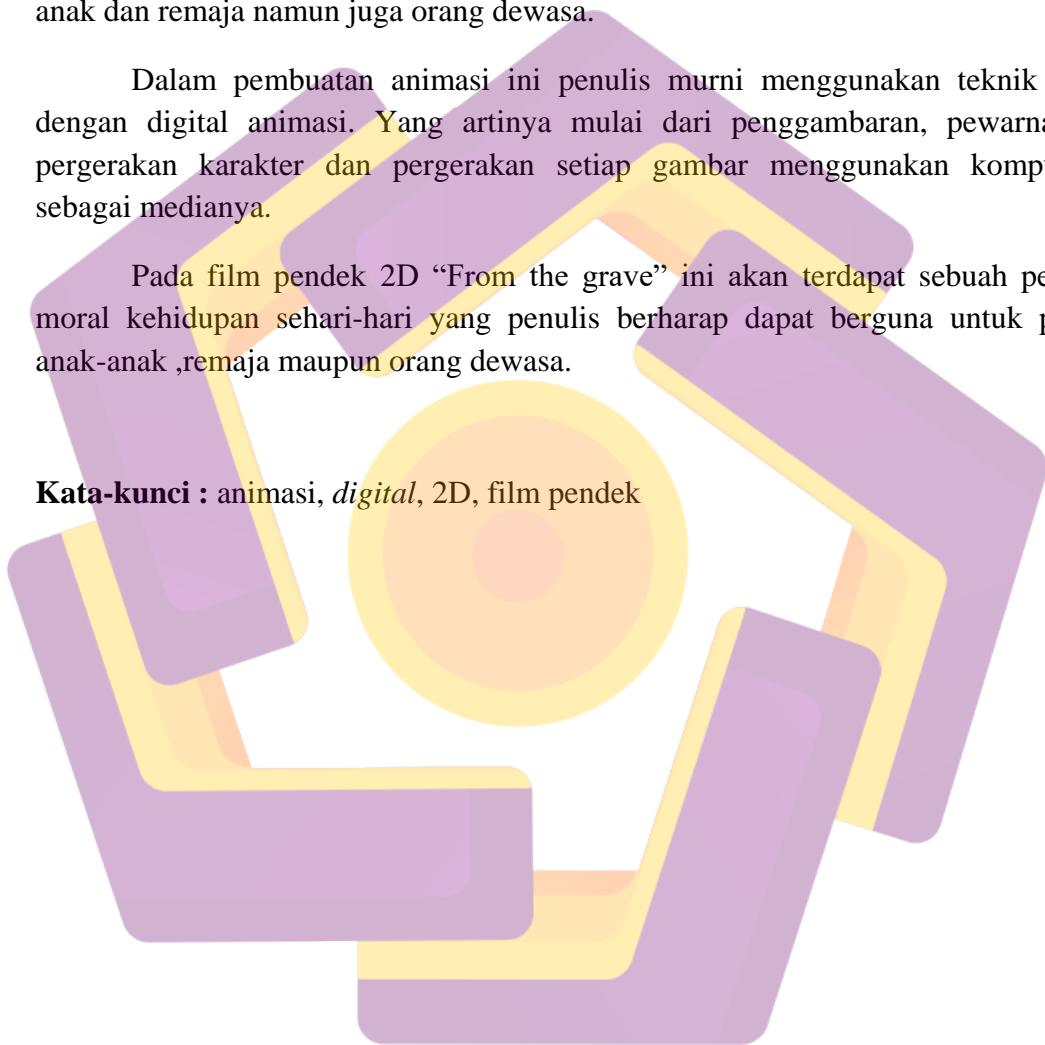 anak dan remaja namun juga orang dewasa.
Dalam pembuatan animasi ini penulis murni menggunakan teknik
dengan digital animasi. Yang artinya mulai dari penggambaran, pewarna
pergerakan karakter dan pergerakan setiap gambar menggunakan komp
sebagai medianya.
Pada film pendek 2D “From the grave” ini akan terdapat sebuah pe
moral kehidupan sehari-hari yang penulis berharap dapat berguna untuk p
anak-anak ,remaja maupun orang dewasa.
Kata-kunci : animasi, digital, 2D, film pendek